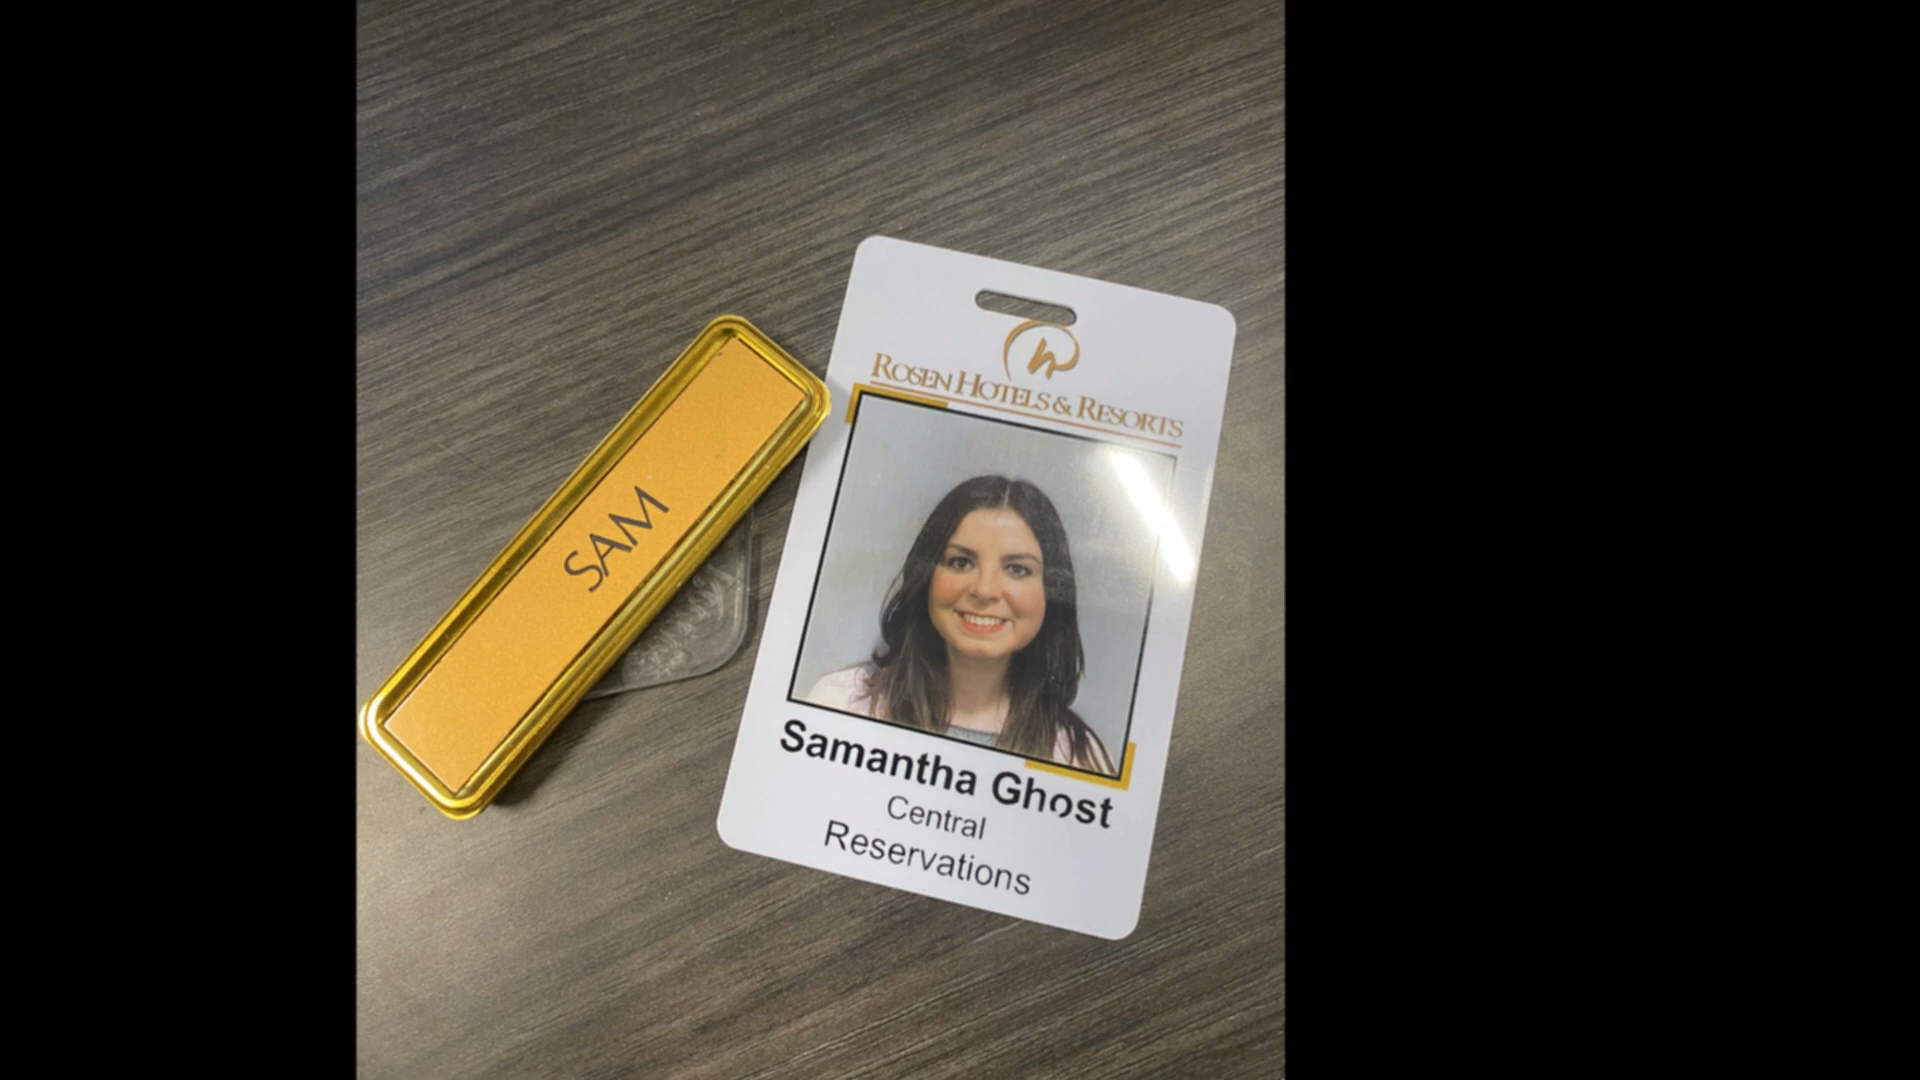 SAM
ROSEN HOTELS & RESORTS
Samantha Ghost
Central
Reservations